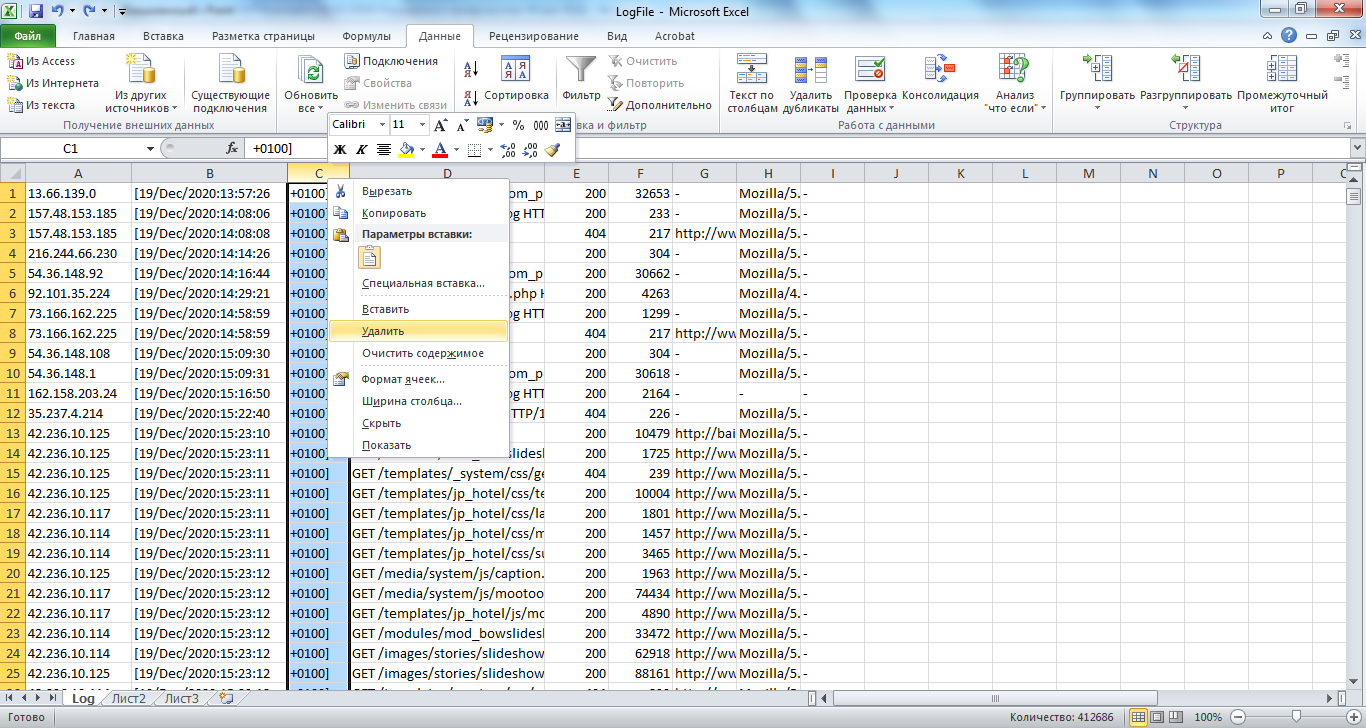 LogFile - Microsoft Excel
Файл Главная Вставка Разметка страницы Формулы Данные Рецензирование Вид Acrobat
Из Access
Из Интернета
Из текста
Из других источников
Существующие подключения
Получение внешних данных
Обновить все
Подключения
Свойства
Изменить связи
Сортировка
Фильтр
Очистить
Повторить
Дополнительно
ка и фильтр
Текст по столбцам
Удалить дубликаты
Проверка данных
Консолидация
Анализ "что если"
Работа с данными
Группировать
Разгруппировать
Промежуточный итог
Структура
Calibri 11 % 000
Ж К А
C1 fx +0100]
A B C D E F G H I J K L M N O P
1 13.66.139.0 [19/Dec/2020:13:57:26 +0100] om_p 200 32653 - Mozilla/5. -
2 157.48.153.185 [19/Dec/2020:14:08:06 +0100] og HTT 200 233 - Mozilla/5. -
3 157.48.153.185 [19/Dec/2020:14:08:08 +0100] 404 217 http://ww Mozilla/5. -
4 216.244.66.230 [19/Dec/2020:14:14:26 +0100] 200 304 - Mozilla/5. -
5 54.36.148.92 [19/Dec/2020:14:16:44 +0100] om_p 200 30662 - Mozilla/5. -
6 92.101.35.224 [19/Dec/2020:14:29:21 +0100] .php H 200 4263 Mozilla/4. -
7 73.166.162.225 [19/Dec/2020:14:58:59 +0100] og HTT 200 1299 - Mozilla/5. -
8 73.166.162.225 [19/Dec/2020:14:58:59 +0100] 404 217 http://ww Mozilla/5. -
9 54.36.148.108 [19/Dec/2020:15:09:30 +0100] 200 304 - Mozilla/5. -
10 54.36.148.1 [19/Dec/2020:15:09:31 +0100] om_p 200 30618 - Mozilla/5. -
11 162.158.203.24 [19/Dec/2020:15:16:50 +0100] og HTT 200 2164 - - -
12 35.237.4.214 [19/Dec/2020:15:22:40 +0100] TTP/1 404 226 - Mozilla/5. -
13 42.236.10.125 [19/Dec/2020:15:23:10 +0100] 200 10479 http://bai Mozilla/5. -
14 42.236.10.125 [19/Dec/2020:15:23:11 +0100] slidesh 200 1725 http://ww Mozilla/5. -
15 42.236.10.125 [19/Dec/2020:15:23:11 +0100] GET /templates/_system/css/ge 404 239 http://ww Mozilla/5. -
16 42.236.10.125 [19/Dec/2020:15:23:11 +0100] GET /templates/jp_hotel/css/te 200 10004 http://ww Mozilla/5. -
17 42.236.10.117 [19/Dec/2020:15:23:11 +0100] GET /templates/jp_hotel/css/la 200 1801 http://ww Mozilla/5. -
18 42.236.10.114 [19/Dec/2020:15:23:11 +0100] GET /templates/jp_hotel/css/m 200 1457 http://ww Mozilla/5. -
19 42.236.10.114 [19/Dec/2020:15:23:11 +0100] GET /templates/jp_hotel/css/su 200 3465 http://ww Mozilla/5. -
20 42.236.10.125 [19/Dec/2020:15:23:12 +0100] GET /media/system/js/caption. 200 1963 http://ww Mozilla/5. -
21 42.236.10.117 [19/Dec/2020:15:23:12 +0100] GET /media/system/js/mootoo 200 74434 http://ww Mozilla/5. -
22 42.236.10.117 [19/Dec/2020:15:23:12 +0100] GET /templates/jp_hotel/js/mo 200 4890 http://ww Mozilla/5. -
23 42.236.10.114 [19/Dec/2020:15:23:12 +0100] GET /modules/mod_bowslidesl 200 33472 http://ww Mozilla/5. -
24 42.236.10.114 [19/Dec/2020:15:23:12 +0100] GET /images/stories/slideshow 200 62918 http://ww Mozilla/5. -
25 42.236.10.125 [19/Dec/2020:15:23:12 +0100] GET /images/stories/slideshow 200 88161 http://ww Mozilla/5. -
Вырезать
Копировать
Параметры вставки:
Специальная вставка...
Вставить
Удалить
Очистить содержимое
Формат ячеек...
Ширина столбца...
Скрыть
Показать
Log Лист2 Лист3
Готово Количество: 412686 100%